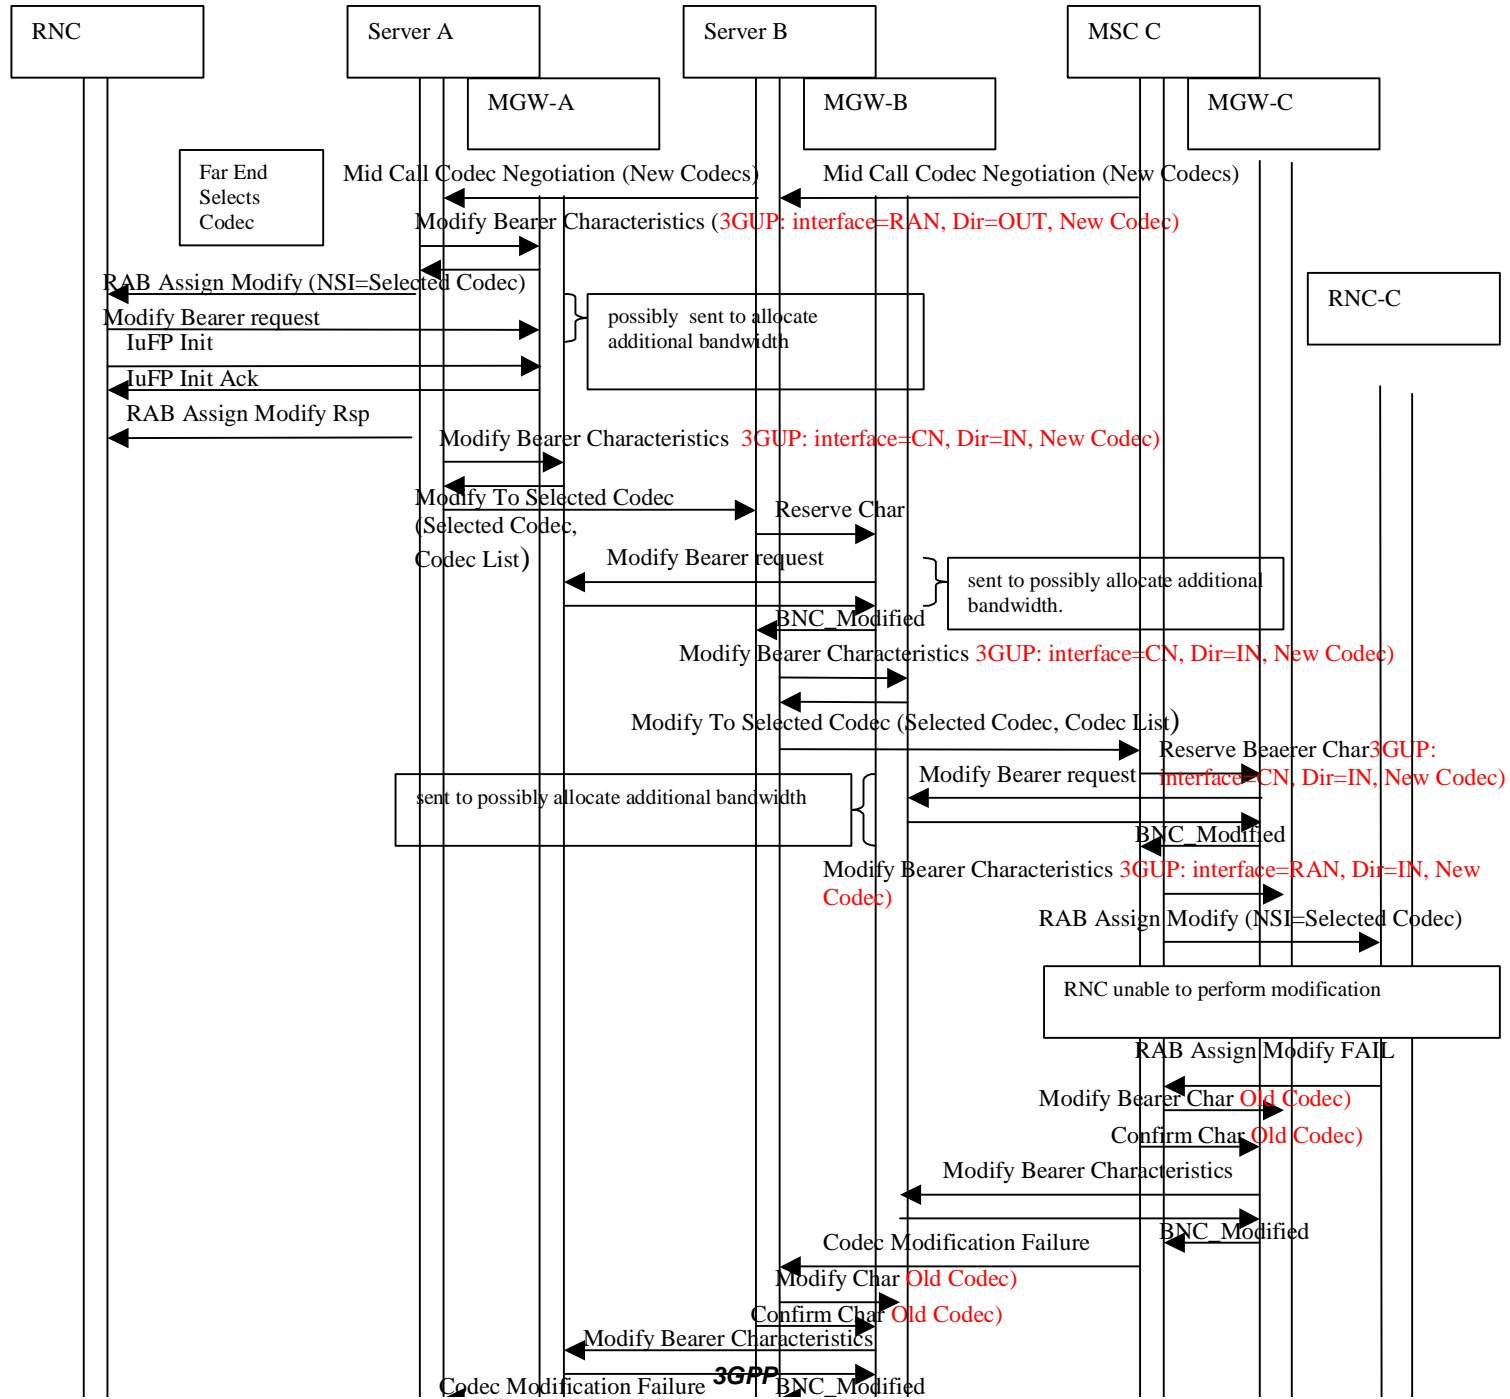 RNC
Server A
Server B
MSC C
MGW-A
MGW-B
MGW-C
Far End
Selects
Codec
Mid Call Codec Negotiation (New Codecs)
Mid Call Codec Negotiation (New Codecs)
Modify Bearer Characteristics (3GUP: interface=RAN, Dir=OUT, New Codec)
RAB Assign Modify (NSI=Selected Codec)
RNC-C
Modify Bearer request
possibly sent to allocate
additional bandwidth
IuFP Init
IuFP Init Ack
RAB Assign Modify Rsp
Modify Bearer Characteristics 3GUP: interface=CN, Dir=IN, New Codec)
Modify To Selected Codec
(Selected Codec,
Codec List)
Reserve Char
Modify Bearer request
sent to possibly allocate additional
bandwidth.
BNC_Modified
Modify Bearer Characteristics 3GUP: interface=CN, Dir=IN, New Codec)
Modify To Selected Codec (Selected Codec, Codec List)
Reserve Beaerer Char3GUP:
interface=CN, Dir=IN, New Codec)
Modify Bearer request
sent to possibly allocate additional bandwidth
BNC_Modified
Modify Bearer Characteristics 3GUP: interface=RAN, Dir=IN, New
Codec)
RAB Assign Modify (NSI=Selected Codec)
RNC unable to perform modification
RAB Assign Modify FAIL
Modify Bearer Char Old Codec)
Confirm Char Old Codec)
Modify Bearer Characteristics
BNC_Modified
Codec Modification Failure
Modify Char Old Codec)
Confirm Char Old Codec)
Modify Bearer Characteristics
3GPP
Codec Modification Failure
BNC_Modified